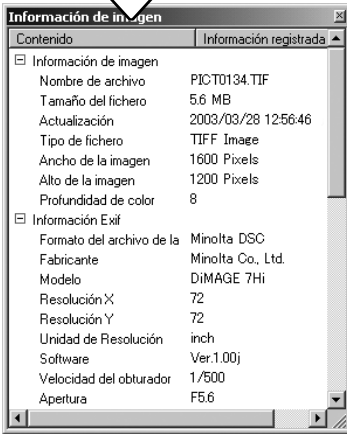 Información de imagen
Contenido Información registrada
Información de imagen
Nombre de archivo PICT0134.TIF
Tamaño del fichero 5.6 MB
Actualización 2003/03/28 12:56:46
Tipo de fichero TIFF Image
Ancho de la imagen 1600 Pixels
Alto de la imagen 1200 Pixels
Profundidad de color 8
Información Exif
Formato del archivo de la Minolta DSC
Fabricante Minolta Co., Ltd.
Modelo DiMAGE 7Hi
Resolución X 72
Resolución Y 72
Unidad de Resolución inch
Software Ver.1.00j
Velocidad del obturador 1/500
Apertura F5.6